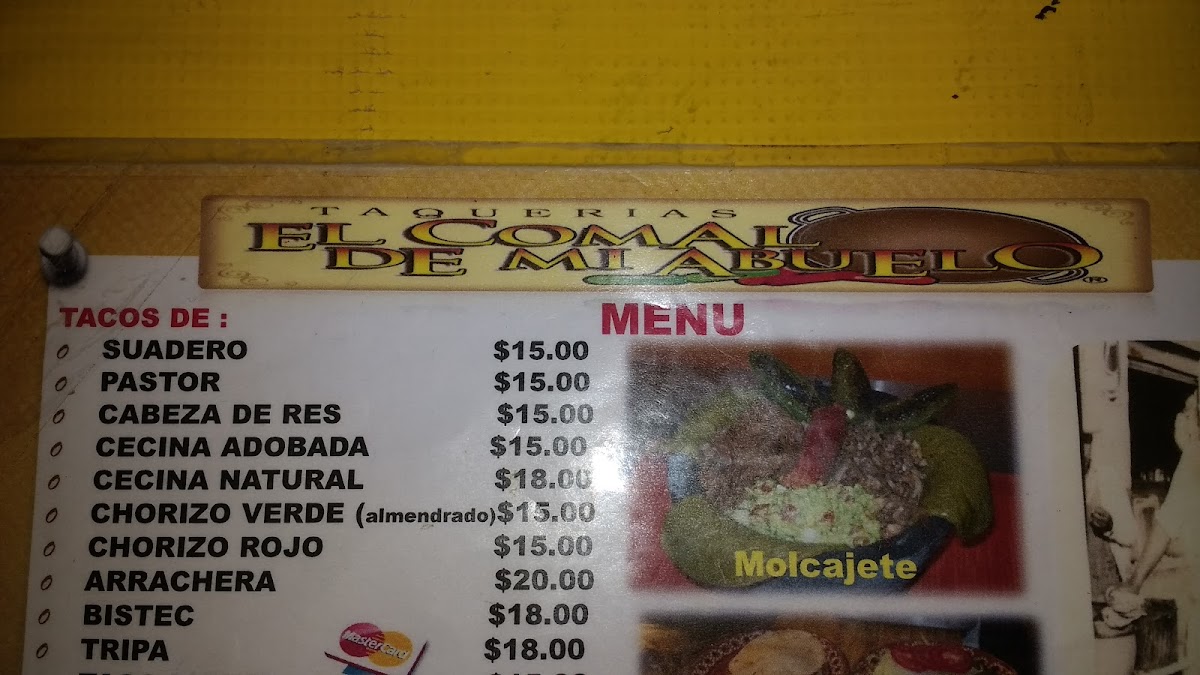 TAQUERIAS
EL COMAL
DE MI ABUELO ®
MENU
TACOS DE :
SUADERO $15.00
PASTOR $15.00
CABEZA DE RES $15.00
CECINA ADOBADA $15.00
CECINA NATURAL $18.00
CHORIZO VERDE (almendrado) $15.00
CHORIZO ROJO $15.00
ARRACHERA $20.00
BISTEC $18.00
TRIPA $18.00
MasterCard
Molcajete